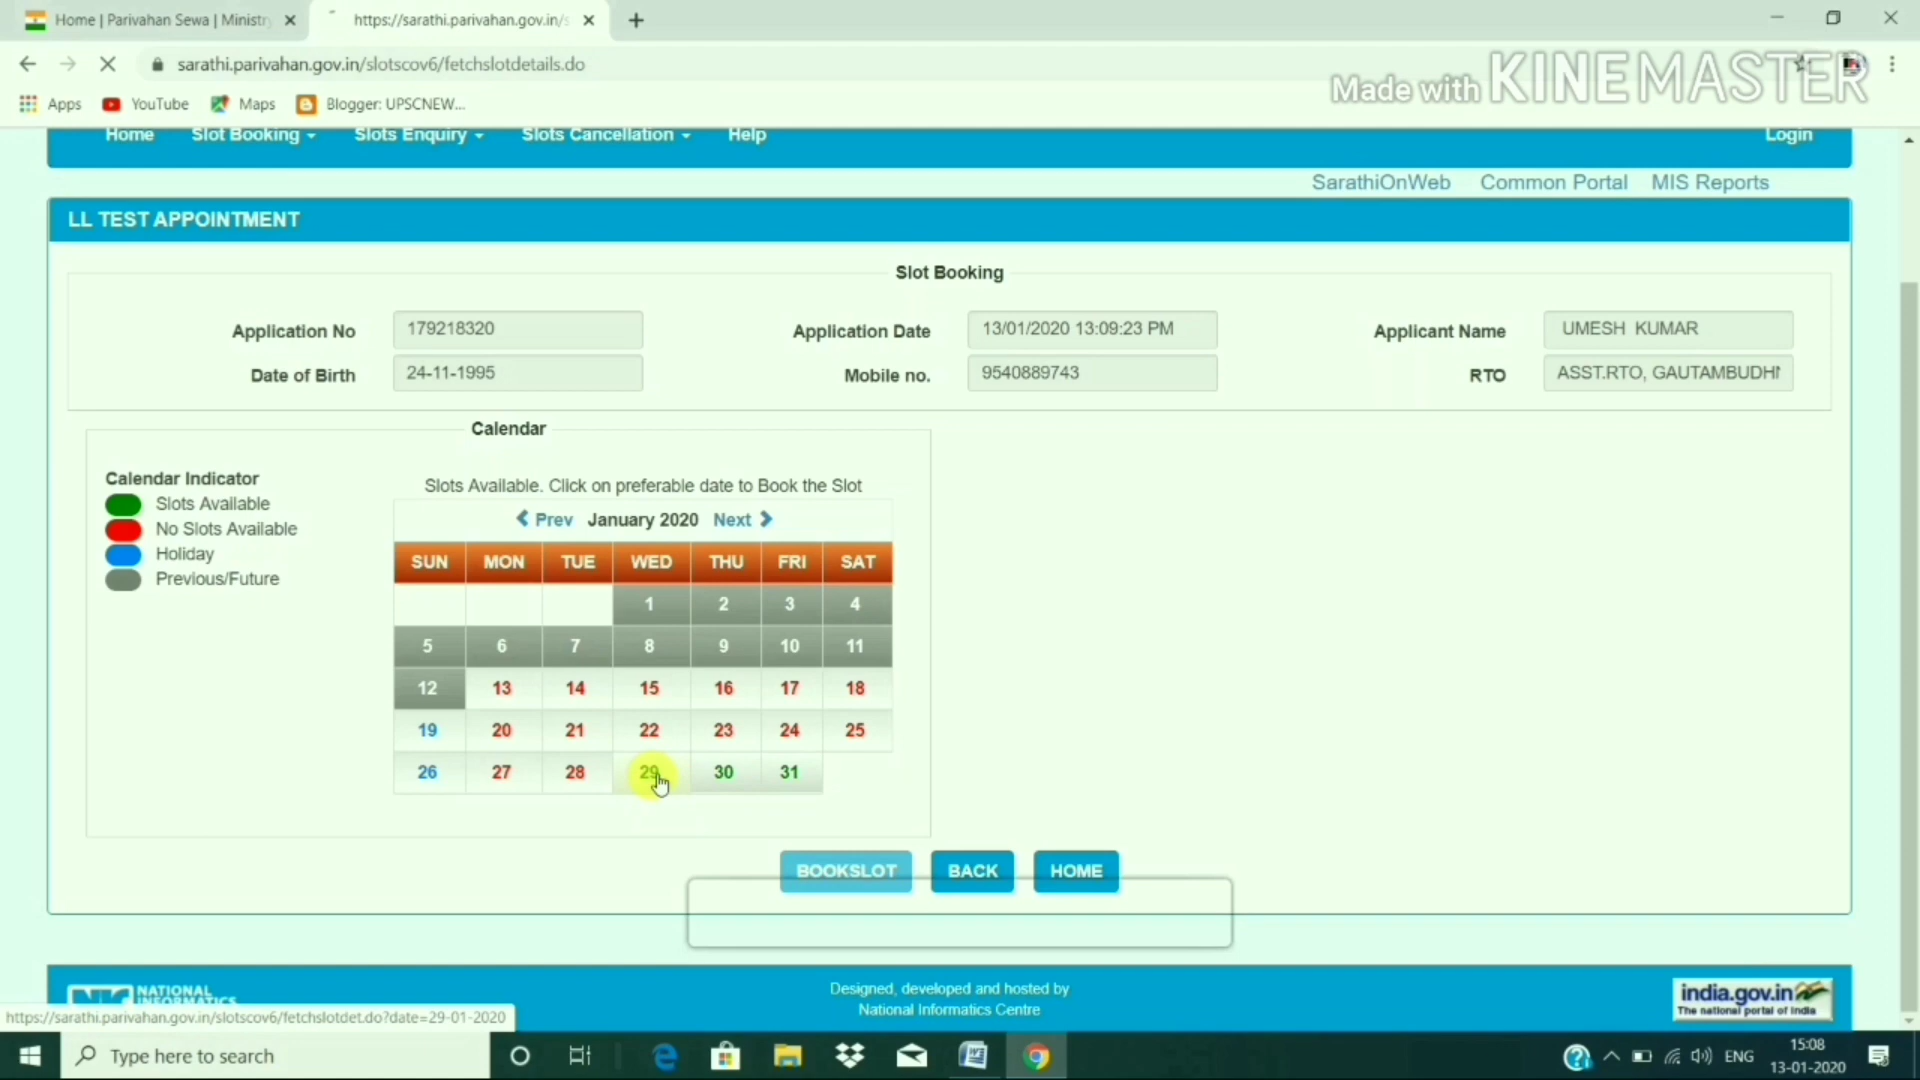 Home | Parivahan Sewa | Ministry
https://sarathi.parivahan.gov.in/s
sarathi.parivahan.gov.in/slotscov6/fetchslotdetails.do
Made with KINEMASTER
Apps YouTube Maps Blogger: UPSCNEW...
Home Slot Booking Slots Enquiry Slots Cancellation Help Login
SarathiOnWeb Common Portal MIS Reports
LL TEST APPOINTMENT
Slot Booking
Application No 179218320 Application Date 13/01/2020 13:09:23 PM Applicant Name UMESH KUMAR
Date of Birth 24-11-1995 Mobile no. 9540889743 RTO ASST.RTO, GAUTAMBUDHN
Calendar
Calendar Indicator
Slots Available
No Slots Available
Holiday
Previous/Future
Slots Available. Click on preferable date to Book the Slot
Prev January 2020 Next
SUN MON TUE WED THU FRI SAT
1 2 3 4
5 6 7 8 9 10 11
12 13 14 15 16 17 18
19 20 21 22 23 24 25
26 27 28 29 30 31
BOOKSLOT BACK HOME
NIC NATIONAL
INFORMATICS
Designed, developed and hosted by
National Informatics Centre
india.gov.in
The national portal of India
https://sarathi.parivahan.gov.in/slotscov6/fetchslotdet.do?date=29-01-2020
Type here to search
ENG
15:08
13-01-2020